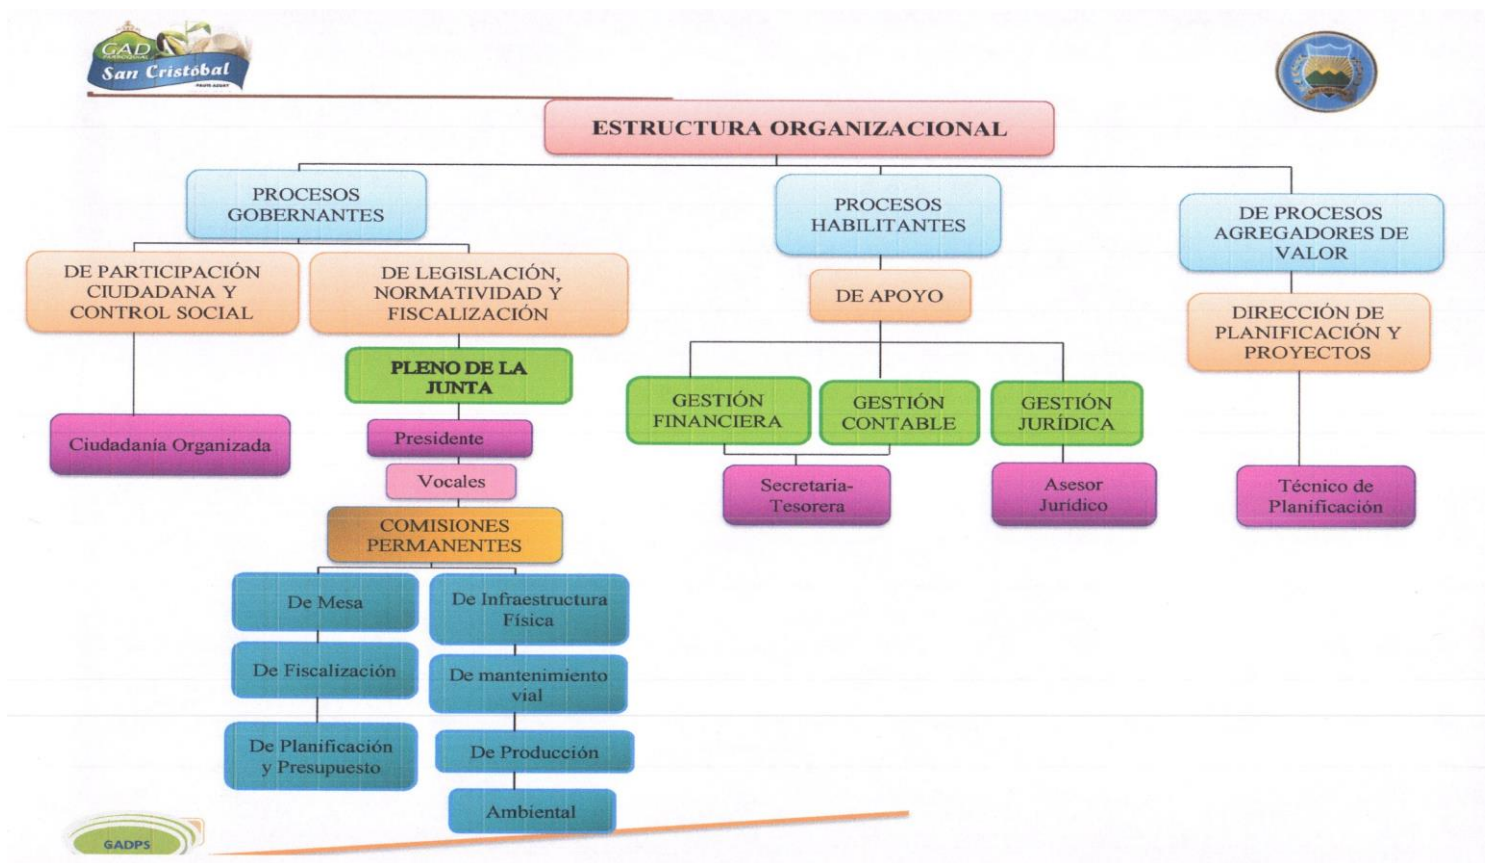 GAD
PARROQUIAL
San Cristóbal
ESTRUCTURA ORGANIZACIONAL
PROCESOS
GOBERNANTES
PROCESOS
HABILITANTES
DE PROCESOS
AGREGADORES DE
VALOR
DE PARTICIPACIÓN
CIUDADANA Y
CONTROL SOCIAL
DE LEGISLACIÓN,
NORMATIVIDAD Y
FISCALIZACIÓN
DE APOYO
DIRECCIÓN DE
PLANIFICACIÓN Y
PROYECTOS
PLENO DE LA
JUNTA
GESTIÓN
FINANCIERA
GESTIÓN
CONTABLE
GESTIÓN
JURÍDICA
Ciudadanía Organizada
Presidente
Vocales
Secretaria-
Tesorera
Asesor
Jurídico
Técnico de
Planificación
COMISIONES
PERMANENTES
De Mesa
De Infraestructura
Física
De Fiscalización
De mantenimiento
vial
De Planificación
y Presupuesto
De Producción
Ambiental
GADPS